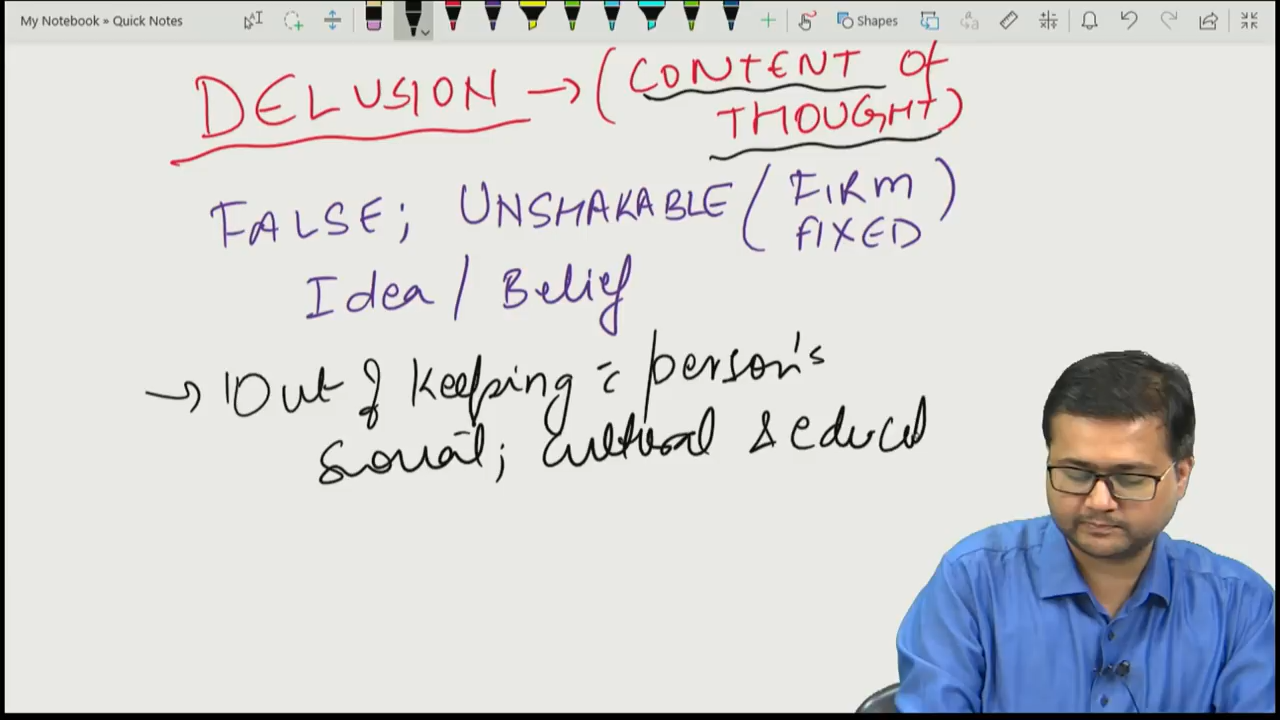 My Notebook » Quick Notes
Shapes
DELUSION → (CONTENT of
THOUGHT)
FALSE; UNSHAKABLE (FIRM
FIXED)
Idea / Belief
→ Out of keeping c̄ person's
social; cultural & educa